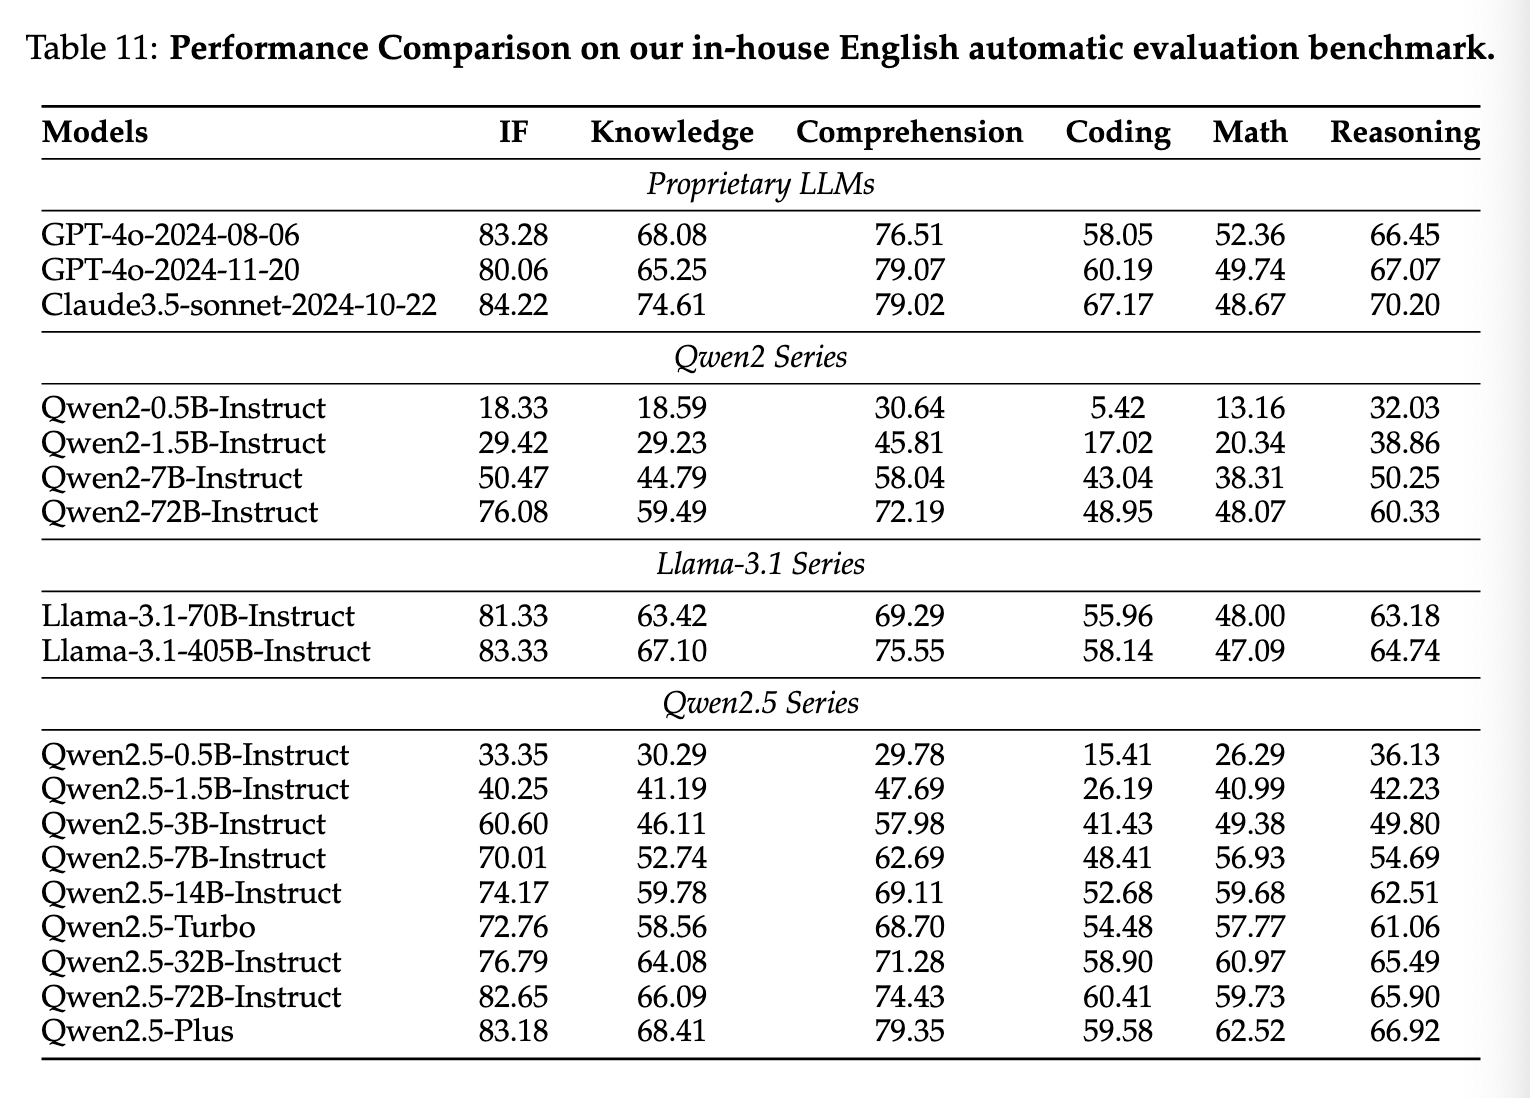 Table 11: Performance Comparison on our in-house English automatic evaluation benchmark.
Models IF Knowledge Comprehension Coding Math Reasoning
Proprietary LLMs
GPT-4o-2024-08-06 83.28 68.08 76.51 58.05 52.36 66.45
GPT-4o-2024-11-20 80.06 65.25 79.07 60.19 49.74 67.07
Claude3.5-sonnet-2024-10-22 84.22 74.61 79.02 67.17 48.67 70.20
Qwen2 Series
Qwen2-0.5B-Instruct 18.33 18.59 30.64 5.42 13.16 32.03
Qwen2-1.5B-Instruct 29.42 29.23 45.81 17.02 20.34 38.86
Qwen2-7B-Instruct 50.47 44.79 58.04 43.04 38.31 50.25
Qwen2-72B-Instruct 76.08 59.49 72.19 48.95 48.07 60.33
Llama-3.1 Series
Llama-3.1-70B-Instruct 81.33 63.42 69.29 55.96 48.00 63.18
Llama-3.1-405B-Instruct 83.33 67.10 75.55 58.14 47.09 64.74
Qwen2.5 Series
Qwen2.5-0.5B-Instruct 33.35 30.29 29.78 15.41 26.29 36.13
Qwen2.5-1.5B-Instruct 40.25 41.19 47.69 26.19 40.99 42.23
Qwen2.5-3B-Instruct 60.60 46.11 57.98 41.43 49.38 49.80
Qwen2.5-7B-Instruct 70.01 52.74 62.69 48.41 56.93 54.69
Qwen2.5-14B-Instruct 74.17 59.78 69.11 52.68 59.68 62.51
Qwen2.5-Turbo 72.76 58.56 68.70 54.48 57.77 61.06
Qwen2.5-32B-Instruct 76.79 64.08 71.28 58.90 60.97 65.49
Qwen2.5-72B-Instruct 82.65 66.09 74.43 60.41 59.73 65.90
Qwen2.5-Plus 83.18 68.41 79.35 59.58 62.52 66.92